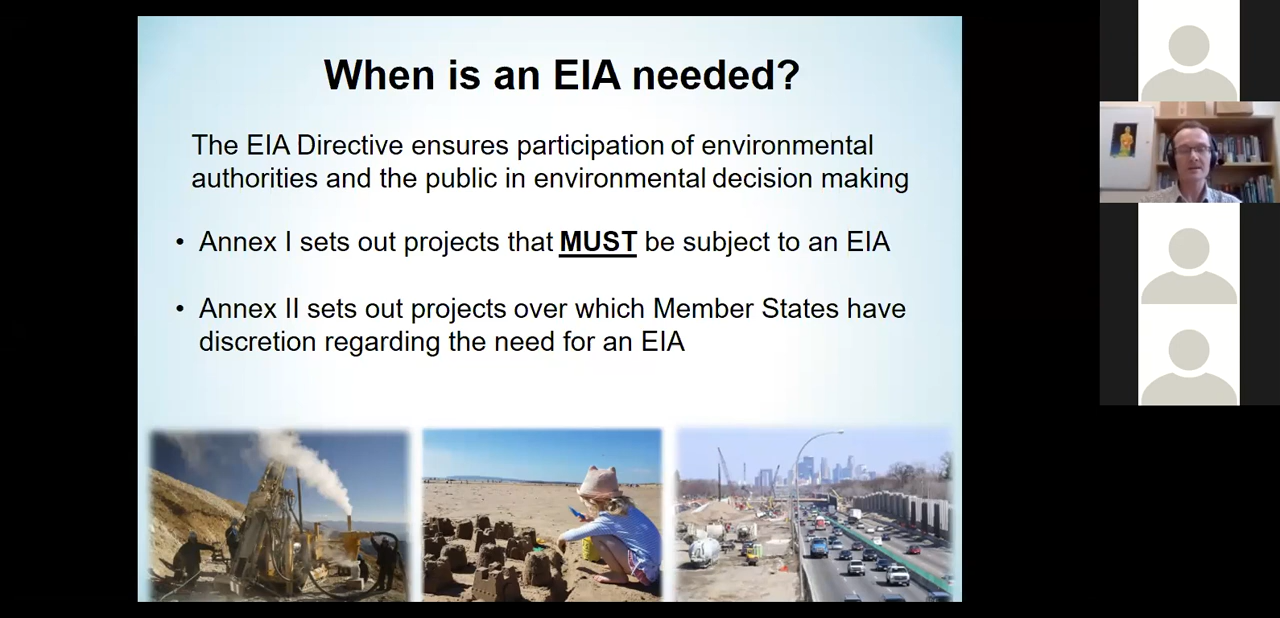 When is an EIA needed?
The EIA Directive ensures participation of environmental
authorities and the public in environmental decision making
• Annex I sets out projects that MUST be subject to an EIA
• Annex II sets out projects over which Member States have
discretion regarding the need for an EIA